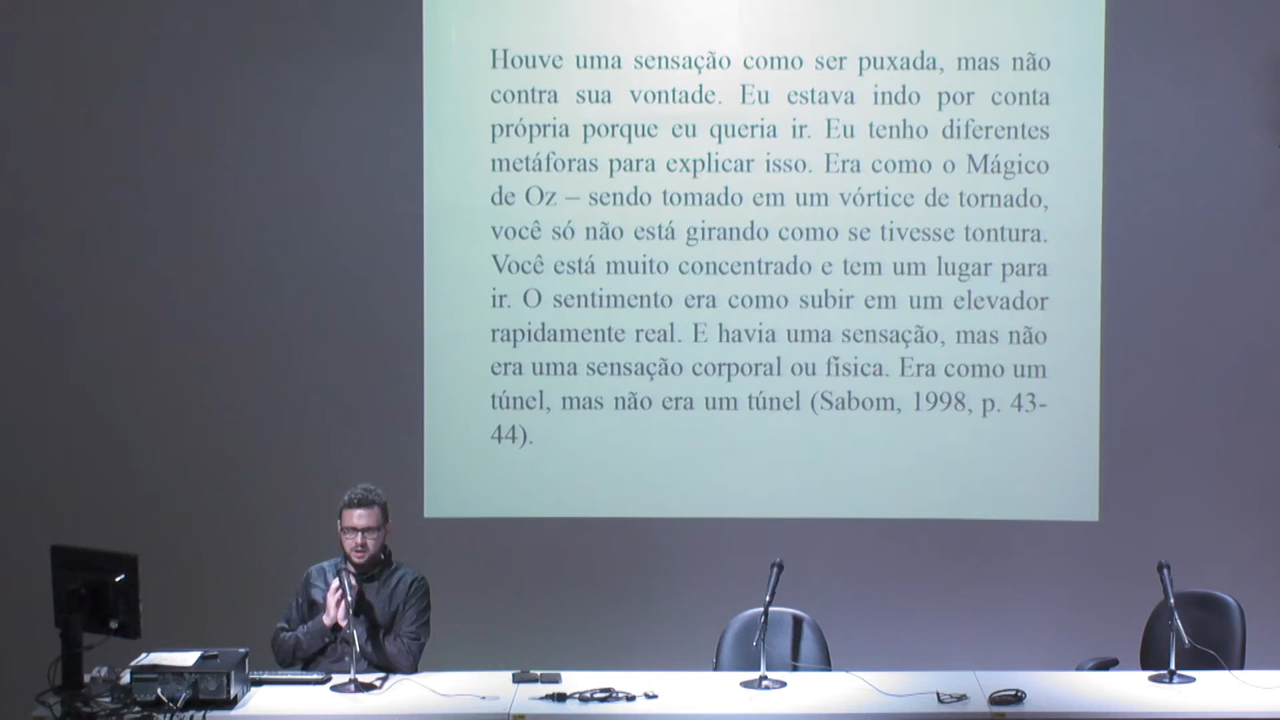 Houve uma sensação como ser puxada, mas não
contra sua vontade. Eu estava indo por conta
própria porque eu queria ir. Eu tenho diferentes
metáforas para explicar isso. Era como o Mágico
de Oz – sendo tomado em um vórtice de tornado,
você só não está girando como se tivesse tontura.
Você está muito concentrado e tem um lugar para
ir. O sentimento era como subir em um elevador
rapidamente real. E havia uma sensação, mas não
era uma sensação corporal ou física. Era como um
túnel, mas não era um túnel (Sabom, 1998, p. 43-
44).